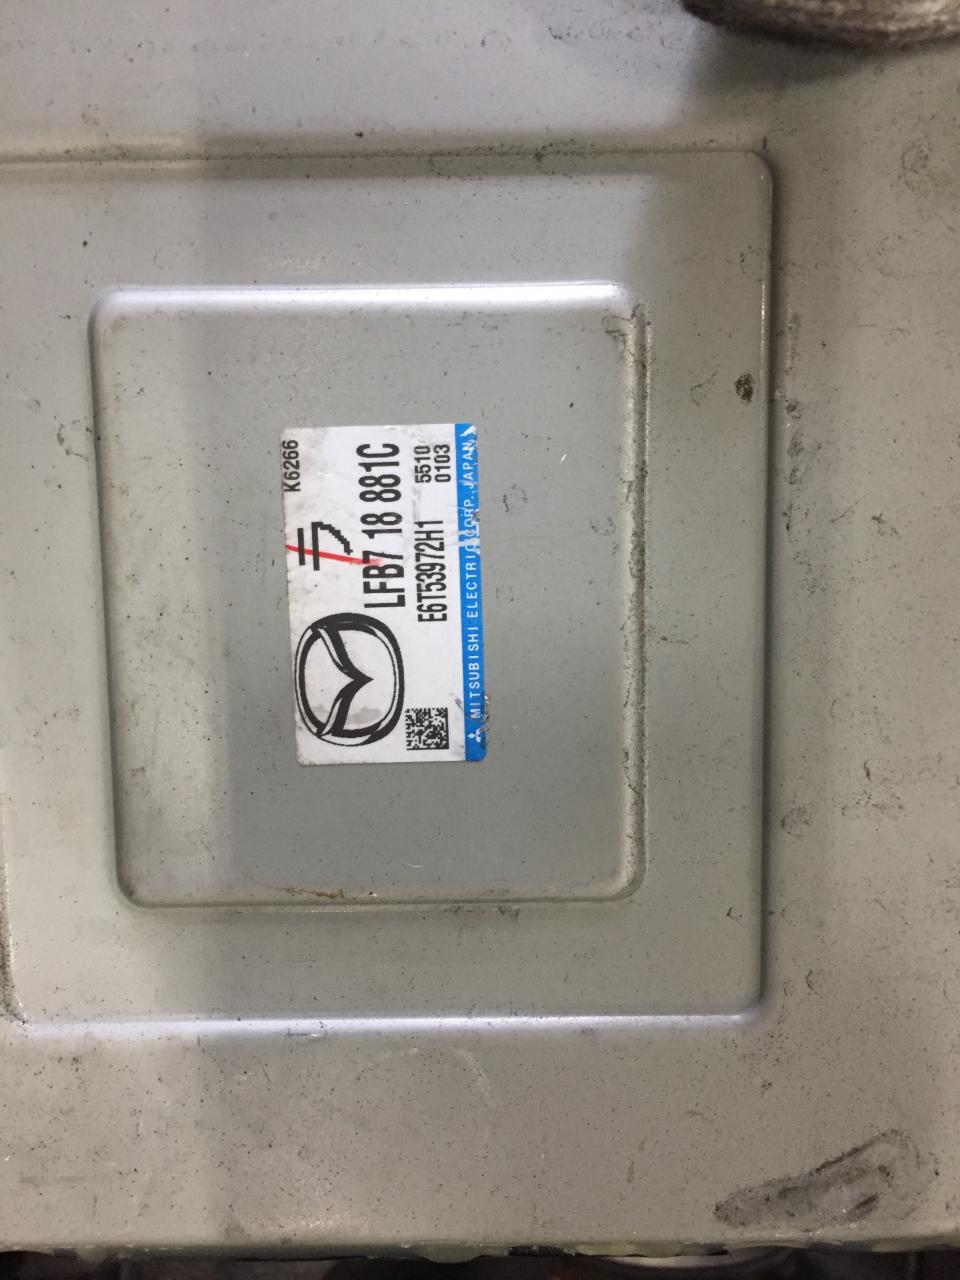 K6266
ラ
LFB7 18 881C
E6T53972H1
5510
0103
MITSUBISHI ELECTRIC CORP. JAPAN